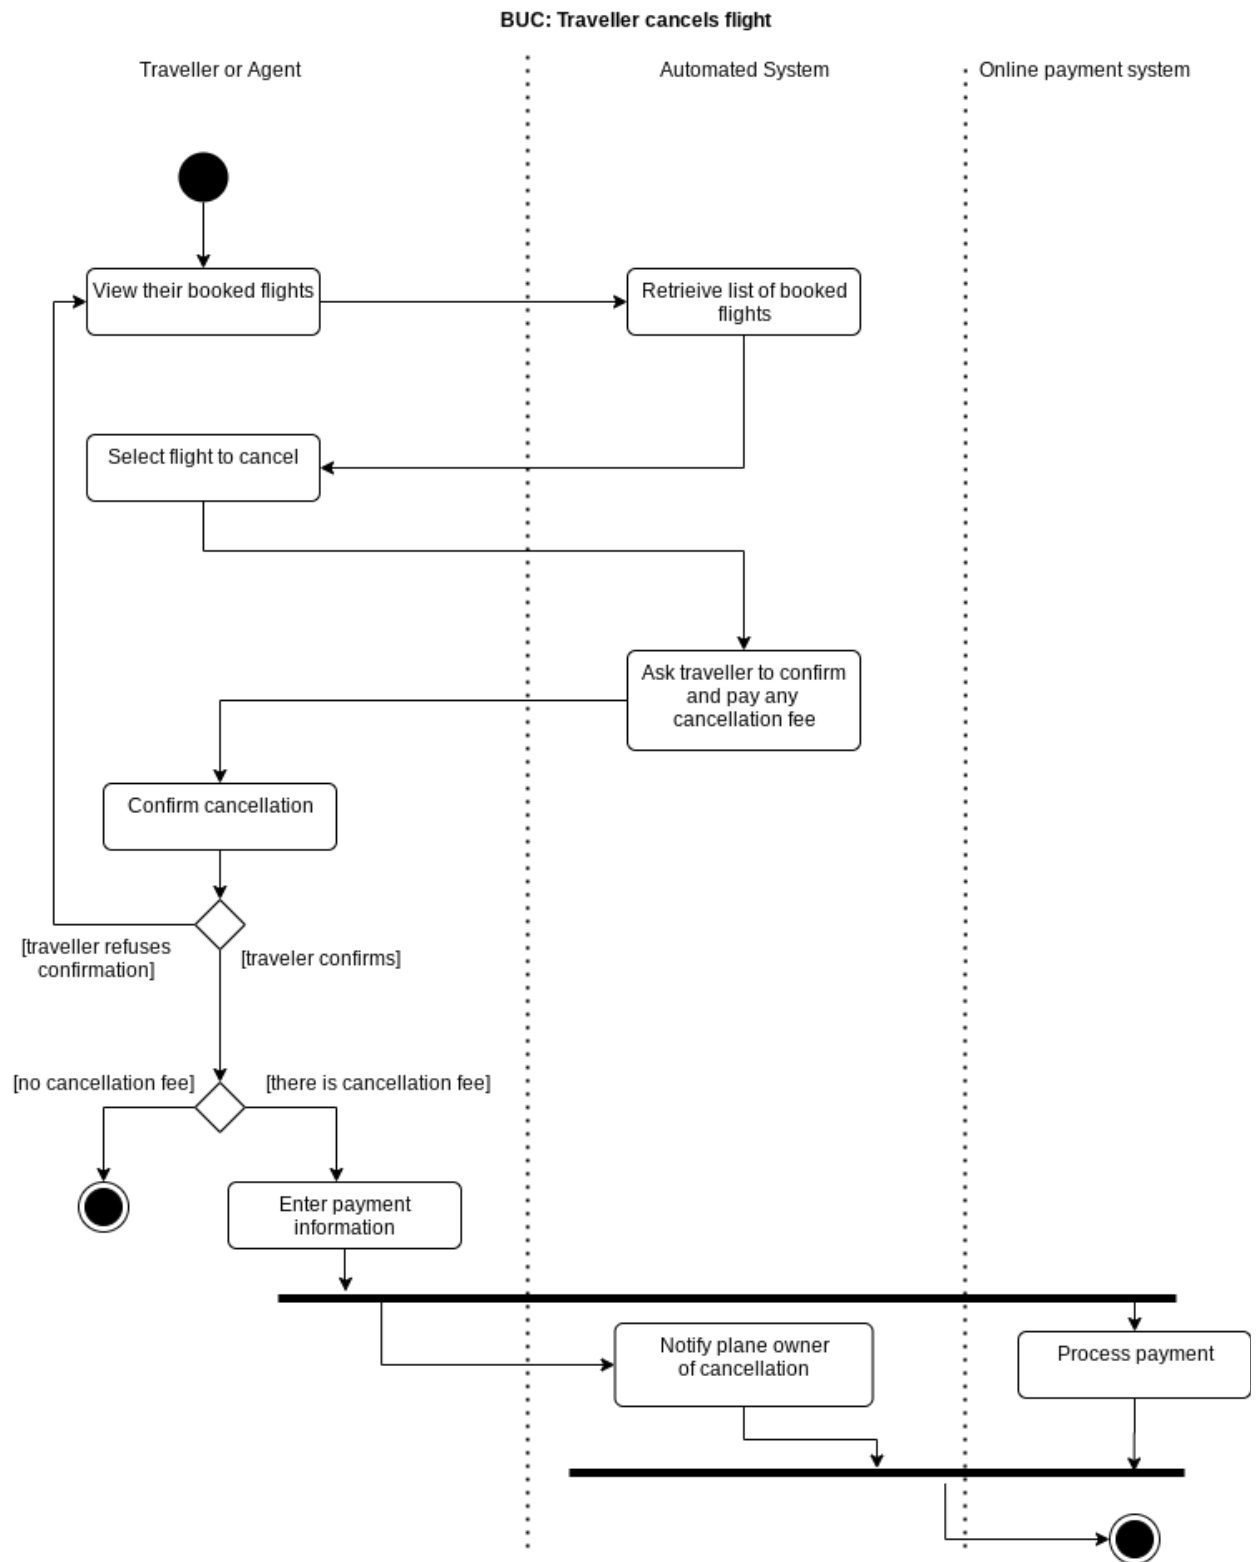 BUC: Traveller cancels flight
Traveller or Agent
Automated System
Online payment system
View their booked flights
Retrieive list of booked
flights
Select flight to cancel
Ask traveller to confirm
and pay any
cancellation fee
Confirm cancellation
[traveller refuses
confirmation]
[traveler confirms]
[no cancellation fee]
[there is cancellation fee]
Enter payment
information
Notify plane owner
of cancellation
Process payment